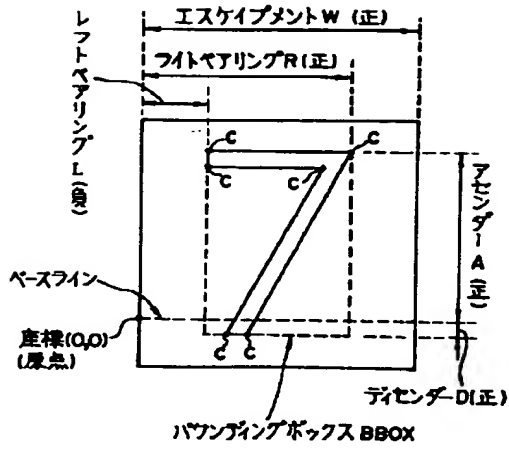 エスケイプメントW (正)
ライトベアリングR(正)
レフトベアリングL(負)
C
C
C
C
アセンダーA(正)
ベースライン
座標(0,0)
(原点)
C
C
ディセンダーD(正)
バウンディングボックスBBOX